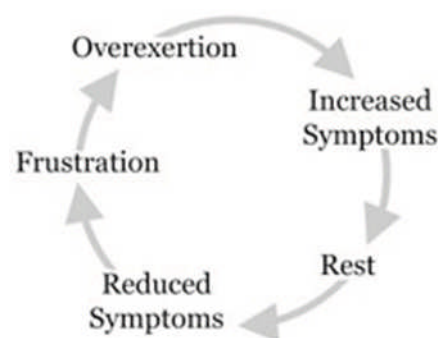 Overexertion
Increased
Symptoms
Rest
Reduced
Symptoms
Frustration